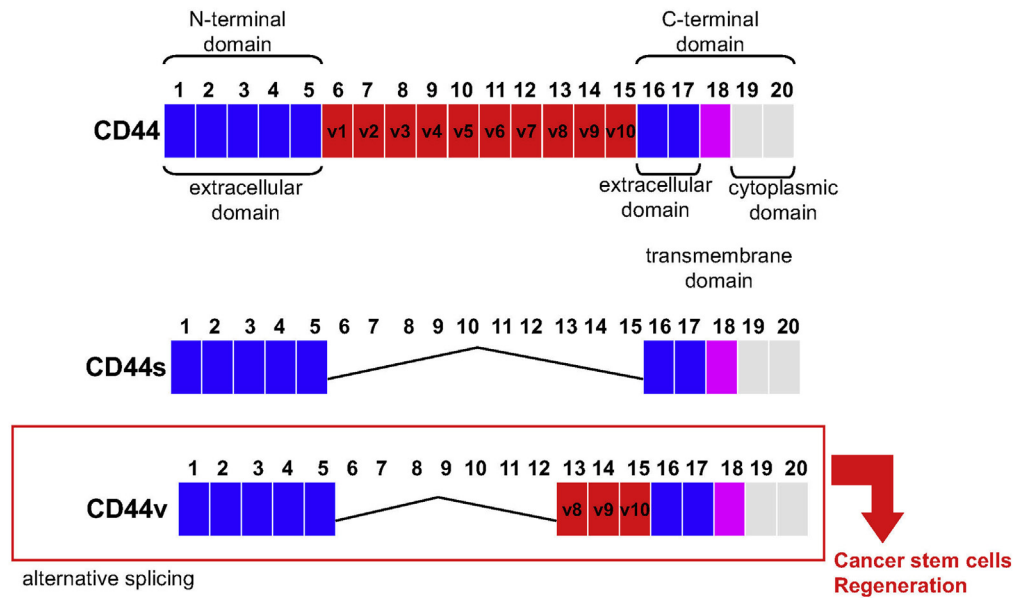 N-terminal
domain
C-terminal
domain
1 2 3 4 5 6 7 8 9 10 11 12 13 14 15 16 17 18 19 20
CD44
v1 v2 v3 v4 v5 v6 v7 v8 v9 v10
extracellular
domain
extracellular
domain
cytoplasmic
domain
transmembrane
domain
1 2 3 4 5 6 7 8 9 10 11 12 13 14 15 16 17 18 19 20
CD44s
1 2 3 4 5 6 7 8 9 10 11 12 13 14 15 16 17 18 19 20
CD44v
v8 v9 v10
alternative splicing
Cancer stem cells
Regeneration